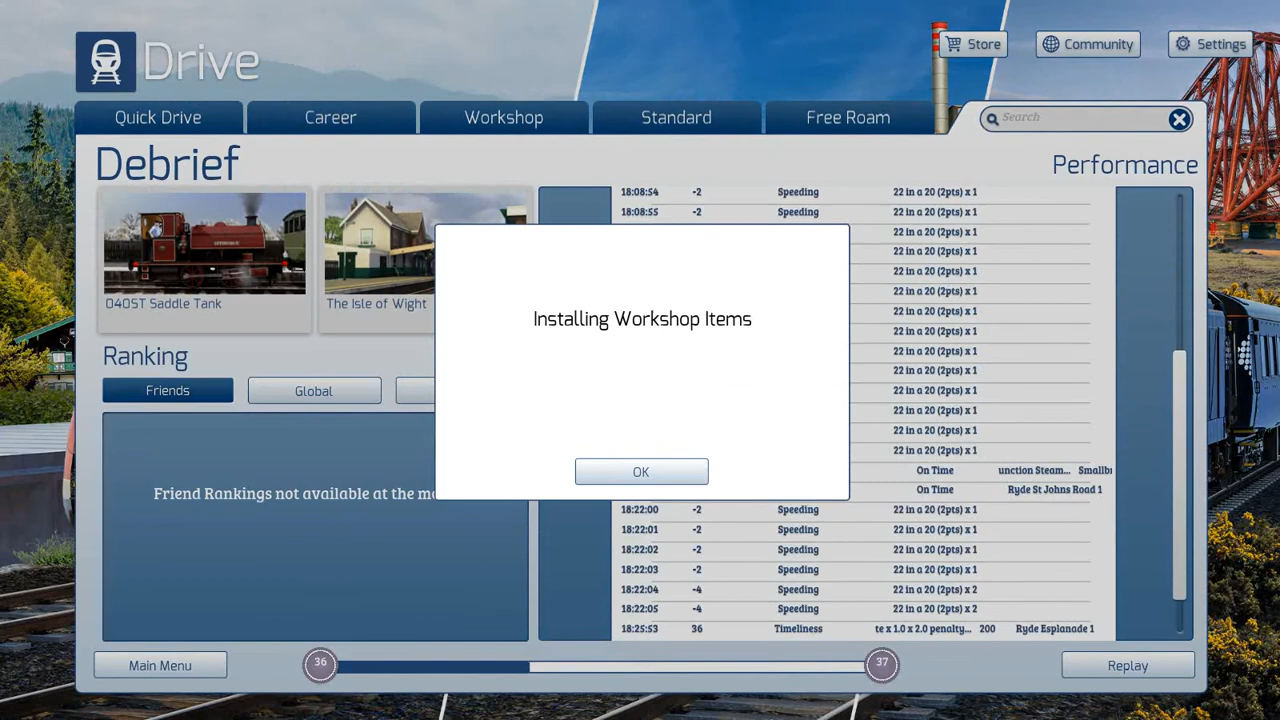 Drive
Store
Community
Settings
Quick Drive
Career
Workshop
Standard
Free Roam
Search
Debrief
Performance
040ST Saddle Tank
The Isle of Wight
Ranking
Friends
Global
Friend Rankings not available at the mo
18:08:54 -2 Speeding 22 in a 20 (2pts) x 1
18:08:55 -2 Speeding 22 in a 20 (2pts) x 1
22 in a 20 (2pts) x 1
22 in a 20 (2pts) x 1
22 in a 20 (2pts) x 1
22 in a 20 (2pts) x 1
22 in a 20 (2pts) x 1
22 in a 20 (2pts) x 1
22 in a 20 (2pts) x 1
22 in a 20 (2pts) x 1
22 in a 20 (2pts) x 1
22 in a 20 (2pts) x 1
22 in a 20 (2pts) x 1
22 in a 20 (2pts) x 1
On Time unction Steam... Smallb
On Time Ryde St Johns Road 1
18:22:00 -2 Speeding 22 in a 20 (2pts) x 1
18:22:01 -2 Speeding 22 in a 20 (2pts) x 1
18:22:02 -2 Speeding 22 in a 20 (2pts) x 1
18:22:03 -2 Speeding 22 in a 20 (2pts) x 1
18:22:04 -4 Speeding 22 in a 20 (2pts) x 2
18:22:05 -4 Speeding 22 in a 20 (2pts) x 2
18:25:53 36 Timeliness te x 1.0 x 2.0 penalty... 200 Ryde Esplanade 1
Installing Workshop Items
OK
Main Menu
36
37
Replay